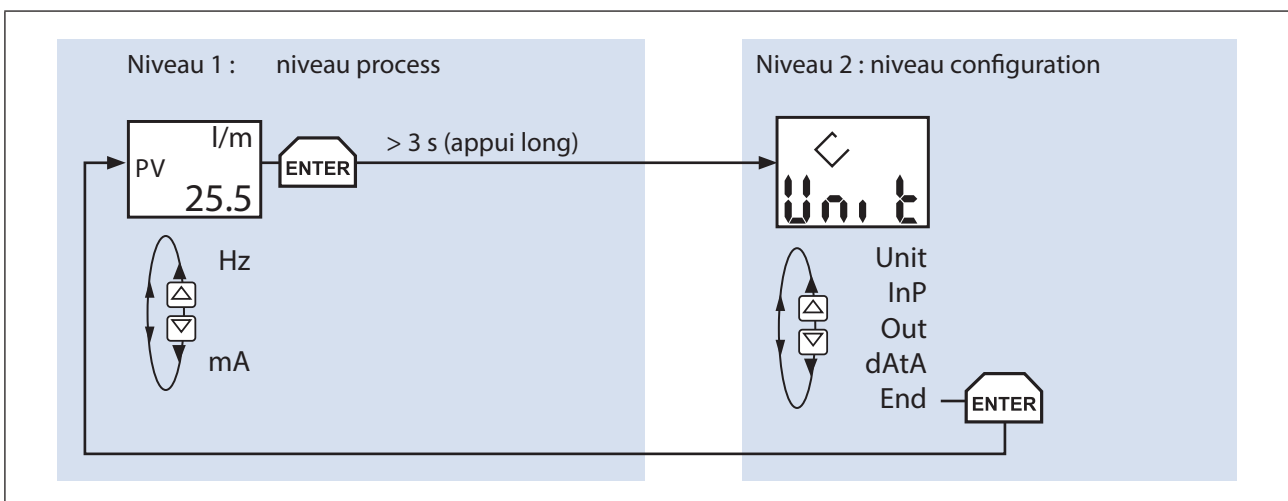 Niveau 1 : niveau process
l/m
PV
25.5
ENTER
> 3 s (appui long)
Hz
mA
Niveau 2 : niveau configuration
Unit
Unit
InP
Out
dAtA
End
ENTER